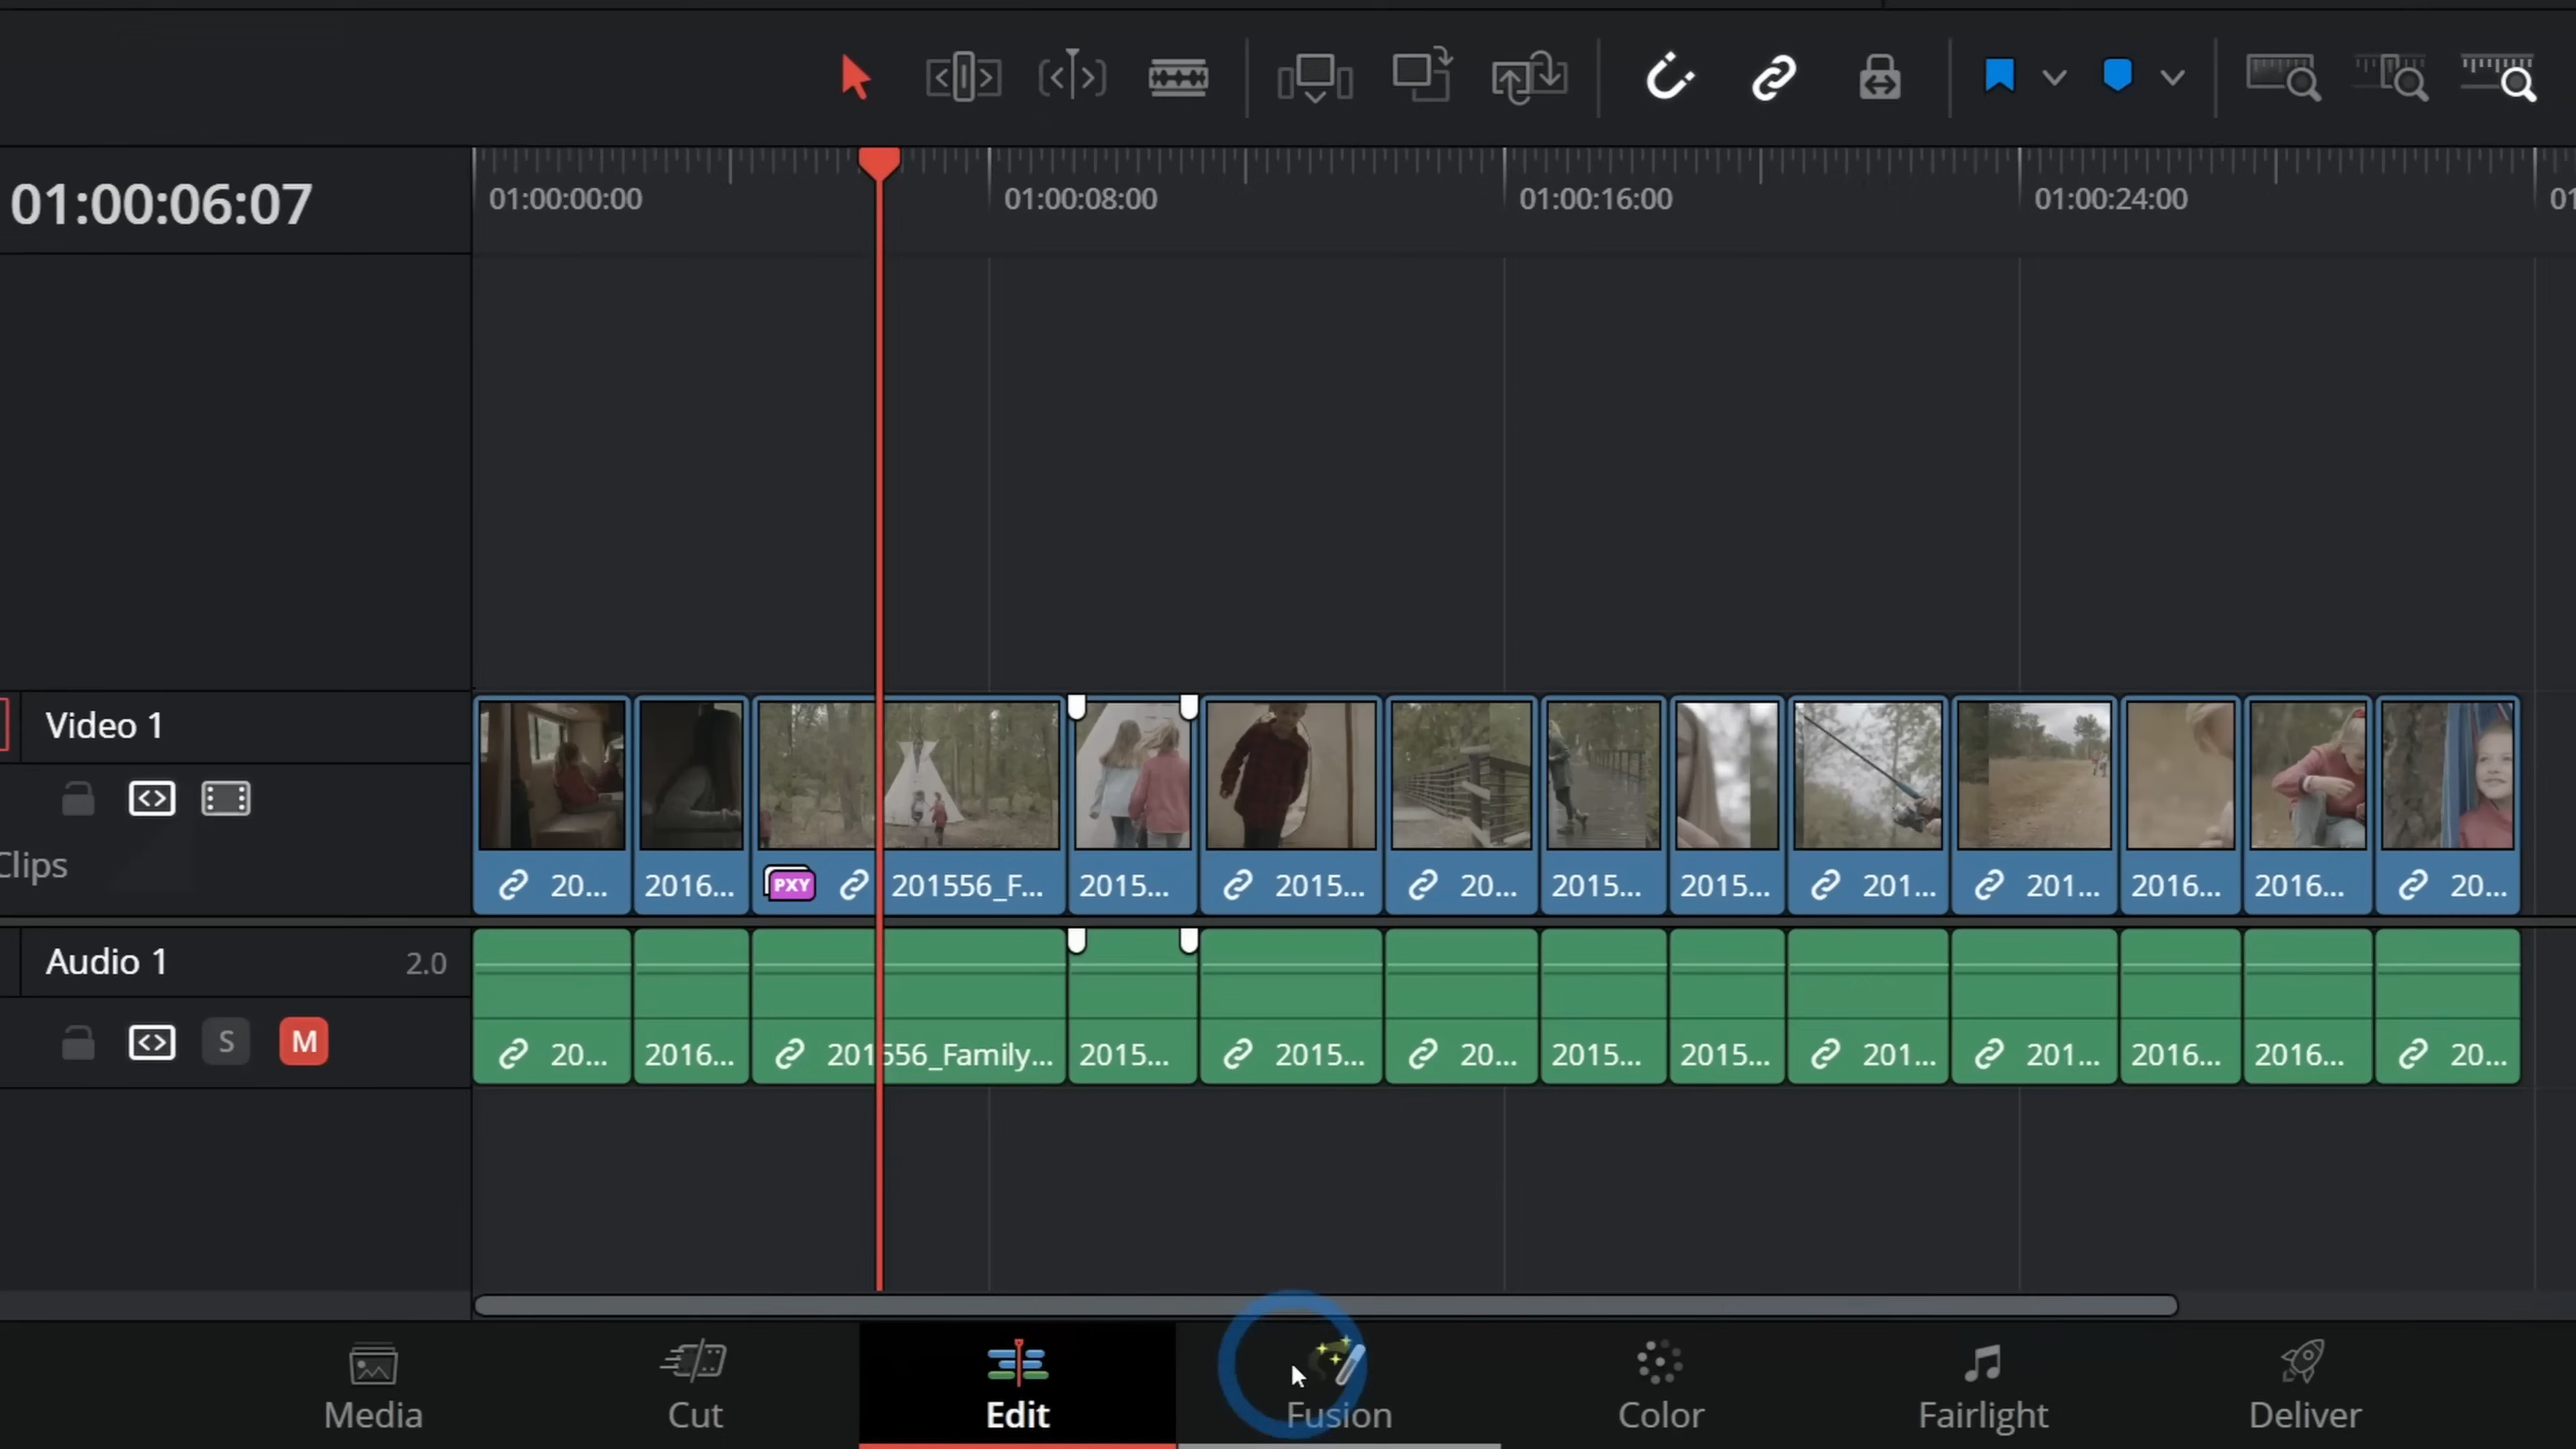 01:00:06:07
01:00:00:00 01:00:08:00 01:00:16:00 01:00:24:00 01
Video 1
Clips
20... 2016... PXY 201556_F... 2015... 2015... 20... 2015... 2015... 201... 201... 2016... 2016... 20...
Audio 1 2.0
S M
20... 2016... 201556_Family... 2015... 2015... 20... 2015... 2015... 201... 201... 2016... 2016... 20...
Media Cut Edit Fusion Color Fairlight Deliver